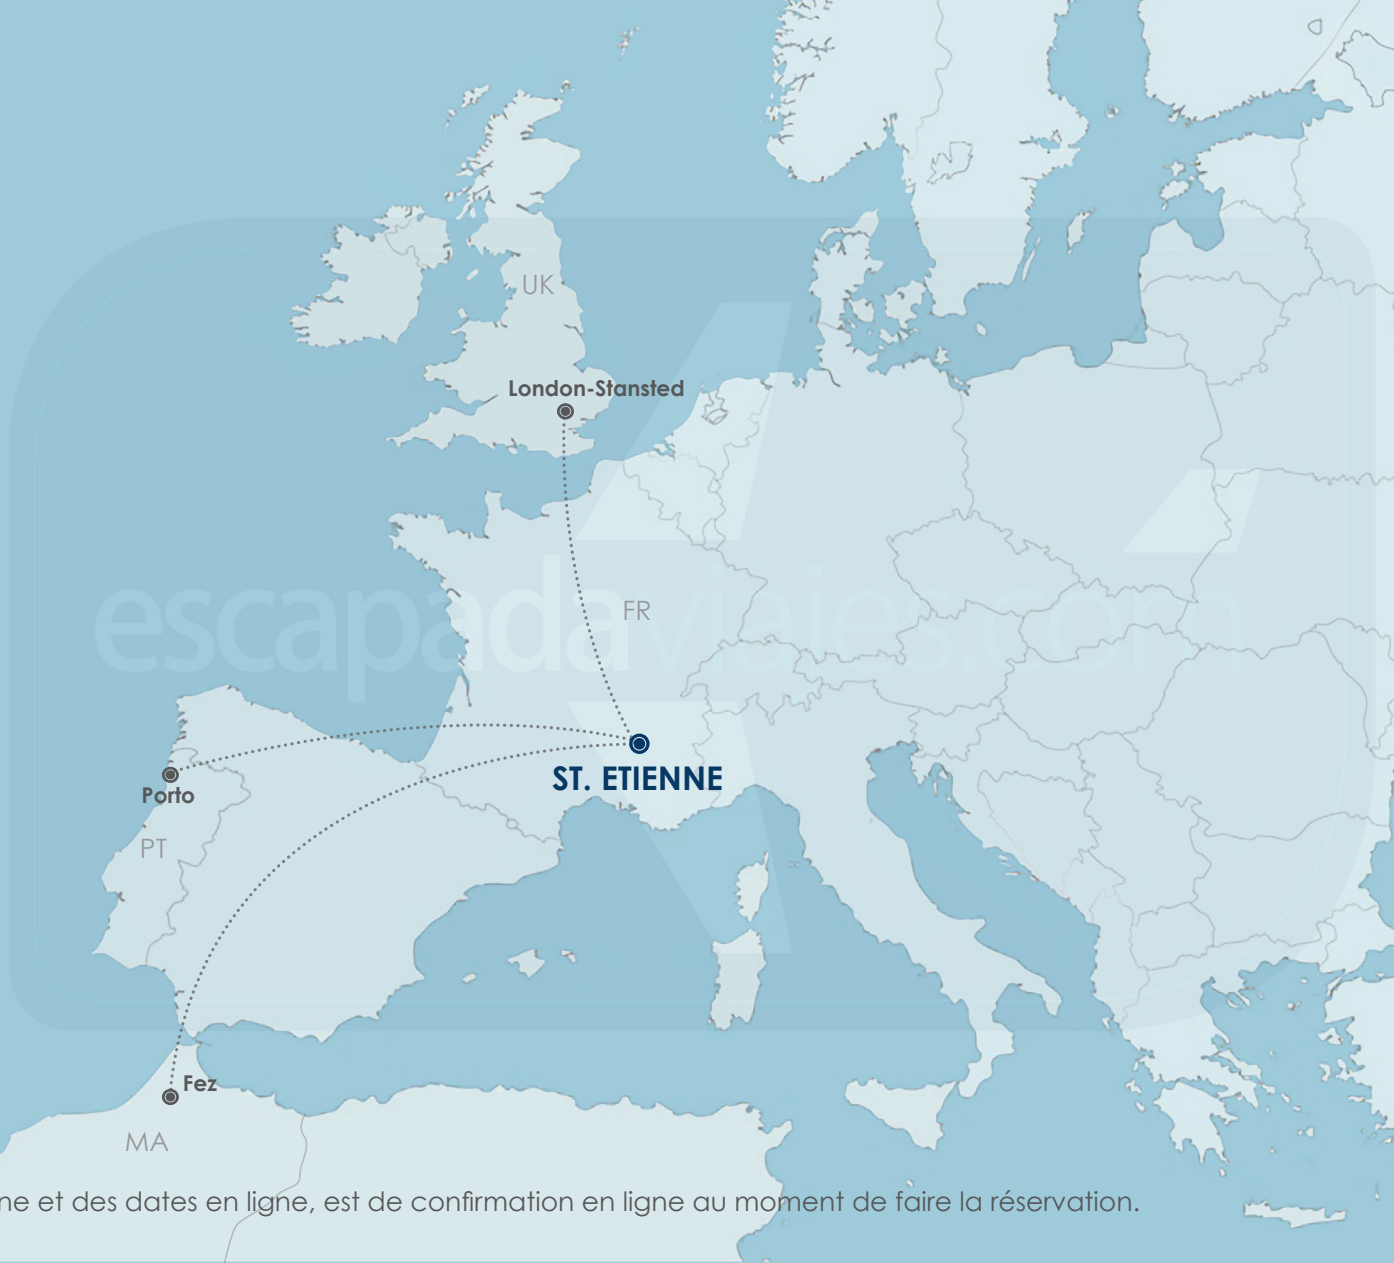 UK
London-Stansted
FR
escapadaviajes.com
ST. ETIENNE
Porto
PT
Fez
MA
ne et des dates en ligne, est de confirmation en ligne au moment de faire la réservation.